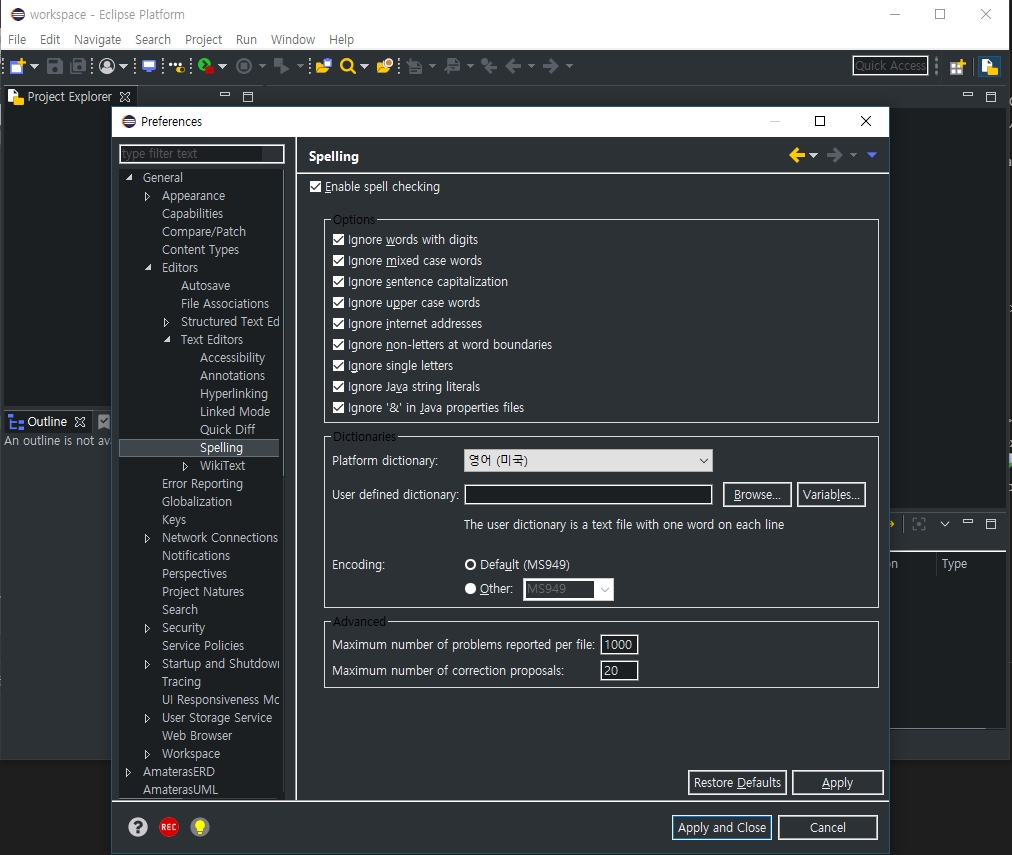 workspace - Eclipse Platform
File Edit Navigate Search Project Run Window Help
Quick Access
Project Explorer
Preferences
type filter text
Spelling
General
Appearance
Capabilities
Compare/Patch
Content Types
Editors
Autosave
File Associations
Structured Text Ed
Text Editors
Accessibility
Annotations
Hyperlinking
Linked Mode
Quick Diff
Spelling
WikiText
Error Reporting
Globalization
Keys
Network Connections
Notifications
Perspectives
Project Natures
Search
Security
Service Policies
Startup and Shutdown
Tracing
UI Responsiveness Mo
User Storage Service
Web Browser
Workspace
AmaterasERD
AmaterasUML
Enable spell checking
Options
Ignore words with digits
Ignore mixed case words
Ignore sentence capitalization
Ignore upper case words
Ignore internet addresses
Ignore non-letters at word boundaries
Ignore single letters
Ignore Java string literals
Ignore '&' in Java properties files
Dictionaries
Platform dictionary: 영어 (미국)
User defined dictionary: Browse... Variables...
The user dictionary is a text file with one word on each line
Encoding: Default (MS949)
Other: MS949
Advanced
Maximum number of problems reported per file: 1000
Maximum number of correction proposals: 20
Restore Defaults Apply
REC
Apply and Close Cancel
Outline
An outline is not av
on Type